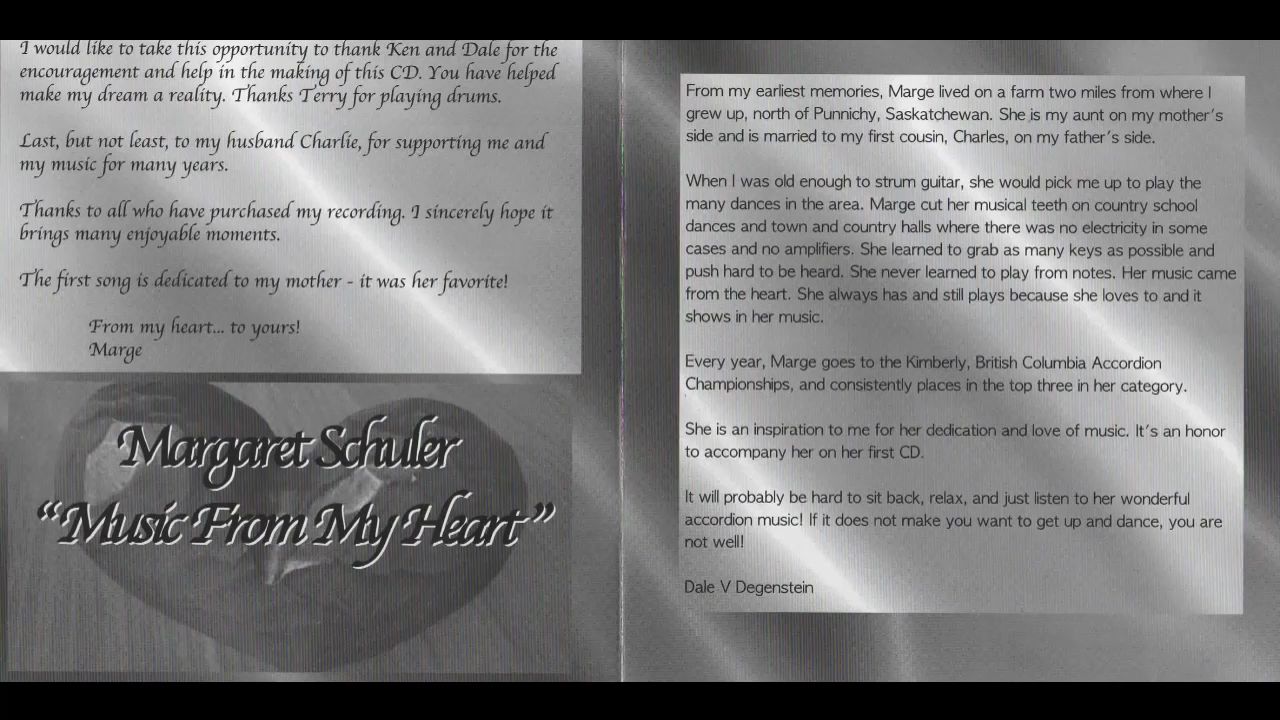 I would like to take this opportunity to thank Ken and Dale for the
encouragement and help in the making of this CD. You have helped
make my dream a reality. Thanks Terry for playing drums.
Last, but not least, to my husband Charlie, for supporting me and
my music for many years.
Thanks to all who have purchased my recording. I sincerely hope it
brings many enjoyable moments.
The first song is dedicated to my mother - it was her favorite!
From my heart... to yours!
Marge
Margaret Schuler
“Music From My Heart”
From my earliest memories, Marge lived on a farm two miles from where I
grew up, north of Punnichy, Saskatchewan. She is my aunt on my mother's
side and is married to my first cousin, Charles, on my father's side.
When I was old enough to strum guitar, she would pick me up to play the
many dances in the area. Marge cut her musical teeth on country school
dances and town and country halls where there was no electricity in some
cases and no amplifiers. She learned to grab as many keys as possible and
push hard to be heard. She never learned to play from notes. Her music came
from the heart. She always has and still plays because she loves to and it
shows in her music.
Every year, Marge goes to the Kimberly, British Columbia Accordion
Championships, and consistently places in the top three in her category.
She is an inspiration to me for her dedication and love of music. It's an honor
to accompany her on her first CD.
It will probably be hard to sit back, relax, and just listen to her wonderful
accordion music! If it does not make you want to get up and dance, you are
not well!
Dale V Degenstein